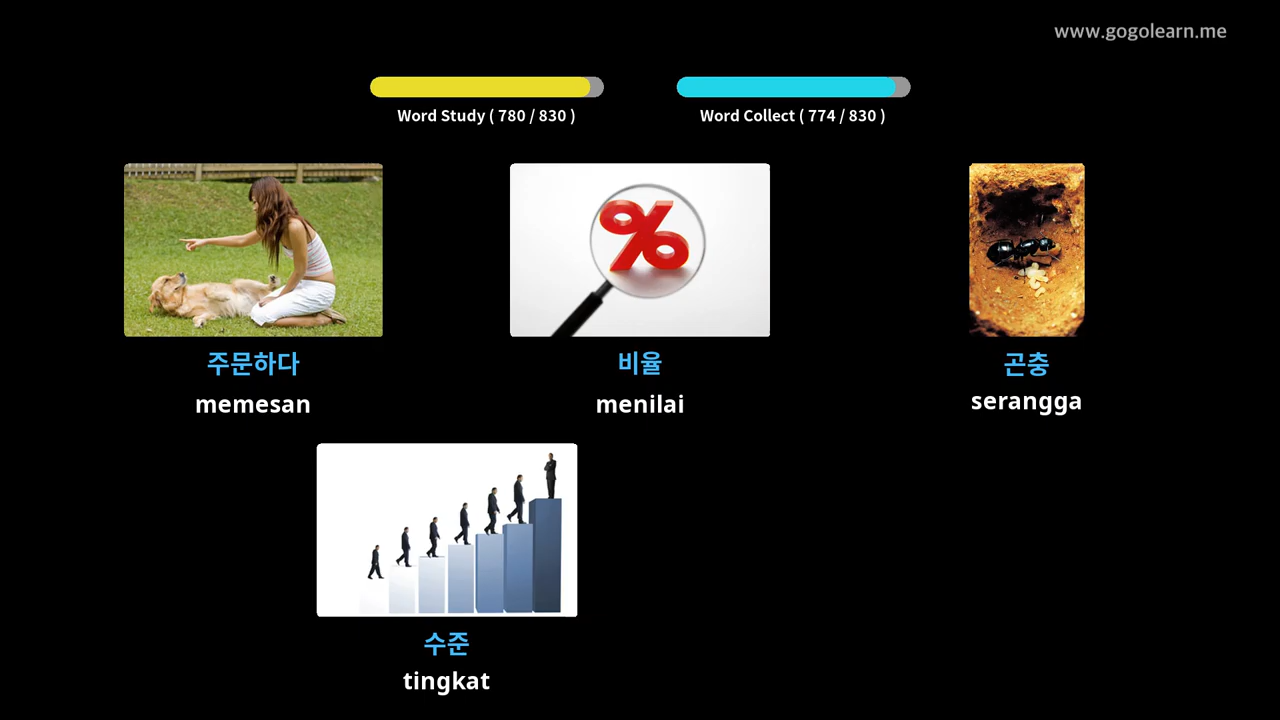 www.gogolearn.me
Word Study ( 780 / 830 )
Word Collect ( 774 / 830 )
주문하다
memesan
비율
menilai
곤충
serangga
%
수준
tingkat